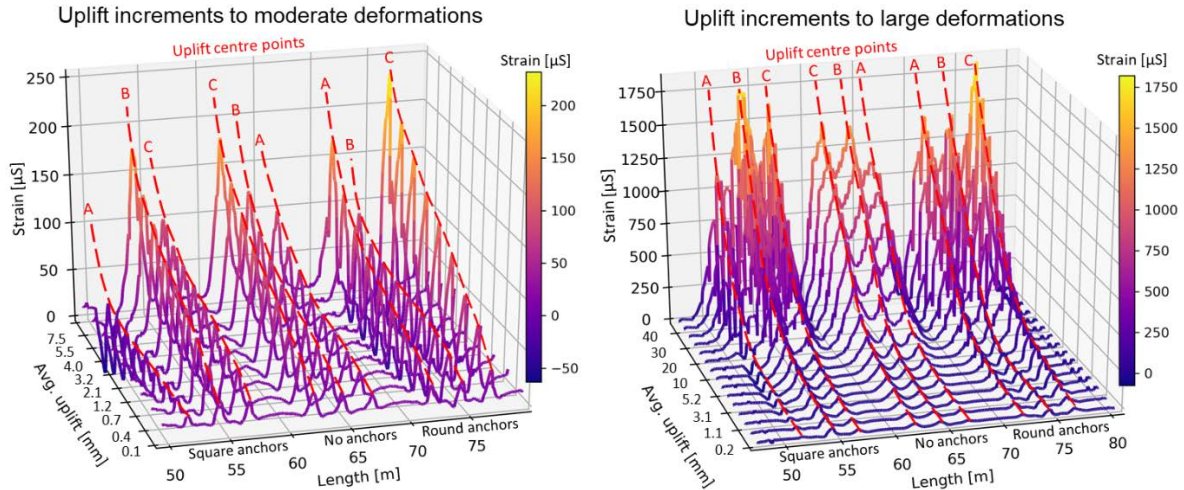 Uplift increments to moderate deformations
Uplift centre points
Strain [µS]
250
200
150
100
50
0
Strain [µS]
A
B
C
C
B
A
A
B
C
200
150
100
50
0
−50
7.5
5.5
4.0
3.2
2.1
1.2
0.7
0.4
0.1
Avg. uplift [mm]
50
55
60
65
70
75
Square anchors
No anchors
Round anchors
Length [m]
Uplift increments to large deformations
Uplift centre points
Strain [µS]
1750
1500
1250
1000
750
500
250
0
Strain [µS]
A
B
C
C
B
A
A
B
C
1750
1500
1250
1000
750
500
250
0
40
30
20
10
5.2
3.1
1.1
0.2
Avg. uplift [mm]
50
55
60
67
70
75
80
Square anchors
No anchors
Round anchors
Length [m]